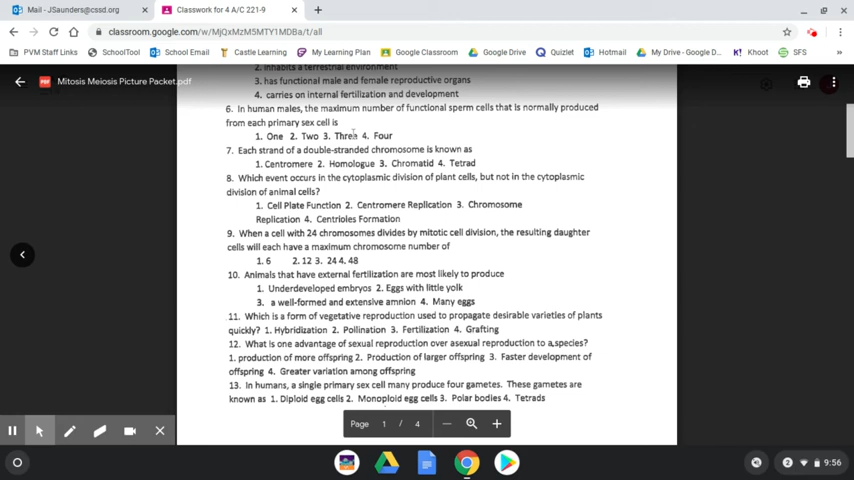 Mail - JSaunders@cssd.org
Classwork for 4 A/C 221-9
classroom.google.com/w/MjQxMzM5MTY1MDBa/t/all
PVM Staff Links
SchoolTool
School Email
Castle Learning
My Learning Plan
Google Classroom
Google Drive
Quizlet
Hotmail
My Drive - Google D...
Khoot
SFS
»
Mitosis Meiosis Picture Packet.pdf
2. inhabits a terrestrial environment
3. has functional male and female reproductive organs
4. carries on internal fertilization and development
6. In human males, the maximum number of functional sperm cells that is normally produced
from each primary sex cell is
1. One 2. Two 3. Three 4. Four
7. Each strand of a double-stranded chromosome is known as
1. Centromere 2. Homologue 3. Chromatid 4. Tetrad
8. Which event occurs in the cytoplasmic division of plant cells, but not in the cytoplasmic
division of animal cells?
1. Cell Plate Function 2. Centromere Replication 3. Chromosome
Replication 4. Centrioles Formation
9. When a cell with 24 chromosomes divides by mitotic cell division, the resulting daughter
cells will each have a maximum chromosome number of
1. 6 2. 12 3. 24 4. 48
10. Animals that have external fertilization are most likely to produce
1. Underdeveloped embryos 2. Eggs with little yolk
3. a well-formed and extensive amnion 4. Many eggs
11. Which is a form of vegetative reproduction used to propagate desirable varieties of plants
quickly? 1. Hybridization 2. Pollination 3. Fertilization 4. Grafting
12. What is one advantage of sexual reproduction over asexual reproduction to a species?
1. production of more offspring 2. Production of larger offspring 3. Faster development of
offspring 4. Greater variation among offspring
13. In humans, a single primary sex cell many produce four gametes. These gametes are
known as 1. Diploid egg cells 2. Monoploid egg cells 3. Polar bodies 4. Tetrads
Page 1 / 4
2
9:56